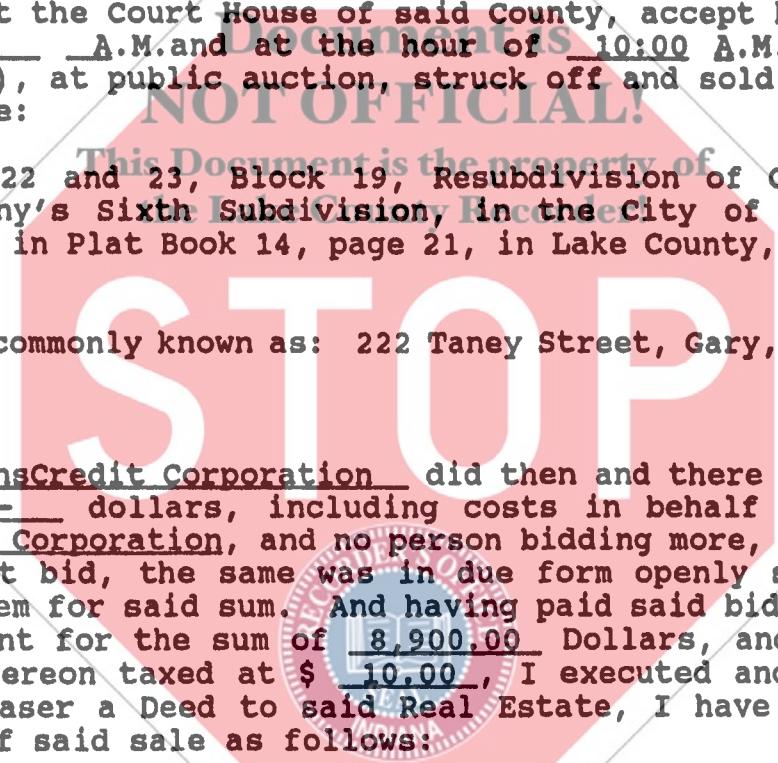 t the Court House of said County, accept
Document is
A.M.and at the hour of 10:00 A.M.
), at public auction, struck off and sold
NOT OFFICIAL!
e:
This Document is the property of
22 and 23, Block 19, Resubdivision of
the Lake County Recorder!
ny's Sixth Subdivision, in the City of
in Plat Book 14, page 21, in Lake County,
STOP
commonly known as: 222 Taney Street, Gary,
nsCredit Corporation did then and there
dollars, including costs in behalf
Corporation, and no person bidding more,
t bid, the same was in due form openly s
em for said sum. And having paid said bid
nt for the sum of 8,900.00 Dollars, and
ereon taxed at $ 10.00, I executed and
aser a Deed to said Real Estate, I have
f said sale as follows:
INDIANA